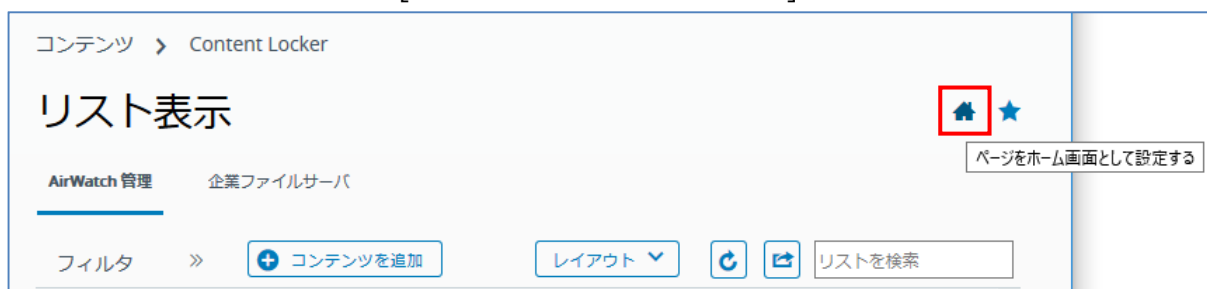 コンテンツ > Content Locker
リスト表示
ページをホーム画面として設定する
AirWatch 管理 企業ファイルサーバ
フィルタ » コンテンツを追加 レイアウト リストを検索